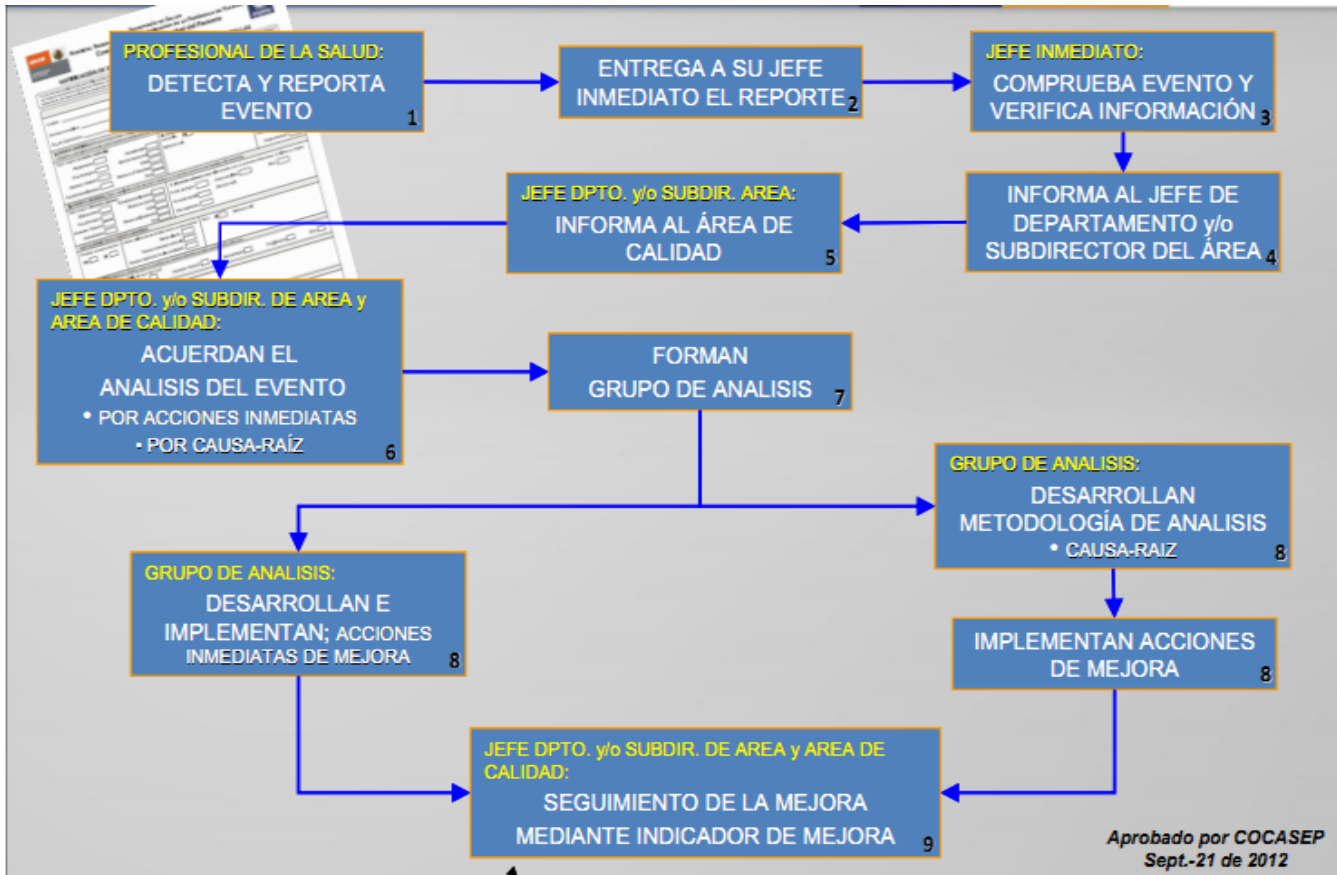 PROFESIONAL DE LA SALUD:
DETECTA Y REPORTA
EVENTO
1
ENTREGA A SU JEFE
INMEDIATO EL REPORTE
2
JEFE INMEDIATO:
COMPRUEBA EVENTO Y
VERIFICA INFORMACIÓN
3
INFORMA AL JEFE DE
DEPARTAMENTO y/o
SUBDIRECTOR DEL ÁREA
4
JEFE DPTO. y/o SUBDIR. AREA:
INFORMA AL ÁREA DE
CALIDAD
5
JEFE DPTO. y/o SUBDIR. DE AREA y
AREA DE CALIDAD:
ACUERDAN EL
ANALISIS DEL EVENTO
• POR ACCIONES INMEDIATAS
- POR CAUSA-RAÍZ
6
FORMAN
GRUPO DE ANALISIS
7
GRUPO DE ANALISIS:
DESARROLLAN
METODOLOGÍA DE ANALISIS
• CAUSA-RAIZ
8
GRUPO DE ANALISIS:
DESARROLLAN E
IMPLEMENTAN; ACCIONES
INMEDIATAS DE MEJORA
8
IMPLEMENTAN ACCIONES
DE MEJORA
8
JEFE DPTO. y/o SUBDIR. DE AREA y AREA DE
CALIDAD:
SEGUIMIENTO DE LA MEJORA
MEDIANTE INDICADOR DE MEJORA
9
Aprobado por COCASEP
Sept.-21 de 2012